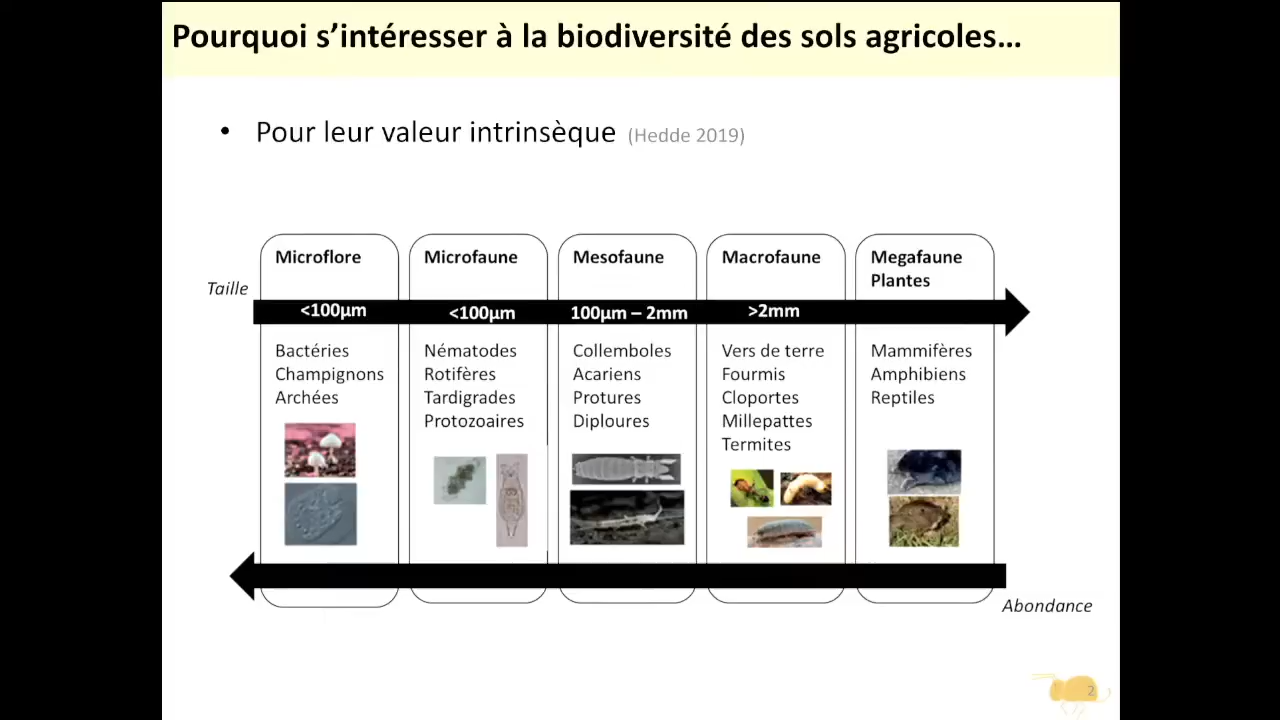 Pourquoi s’intéresser à la biodiversité des sols agricoles…
• Pour leur valeur intrinsèque (Hedde 2019)
Taille
Microflore
<100µm
Bactéries
Champignons
Archées
Microfaune
<100µm
Nématodes
Rotifères
Tardigrades
Protozoaires
Mesofaune
100µm – 2mm
Collemboles
Acariens
Protures
Diploures
Macrofaune
>2mm
Vers de terre
Fourmis
Cloportes
Millepattes
Termites
Megafaune
Plantes
Mammifères
Amphibiens
Reptiles
Abondance
2